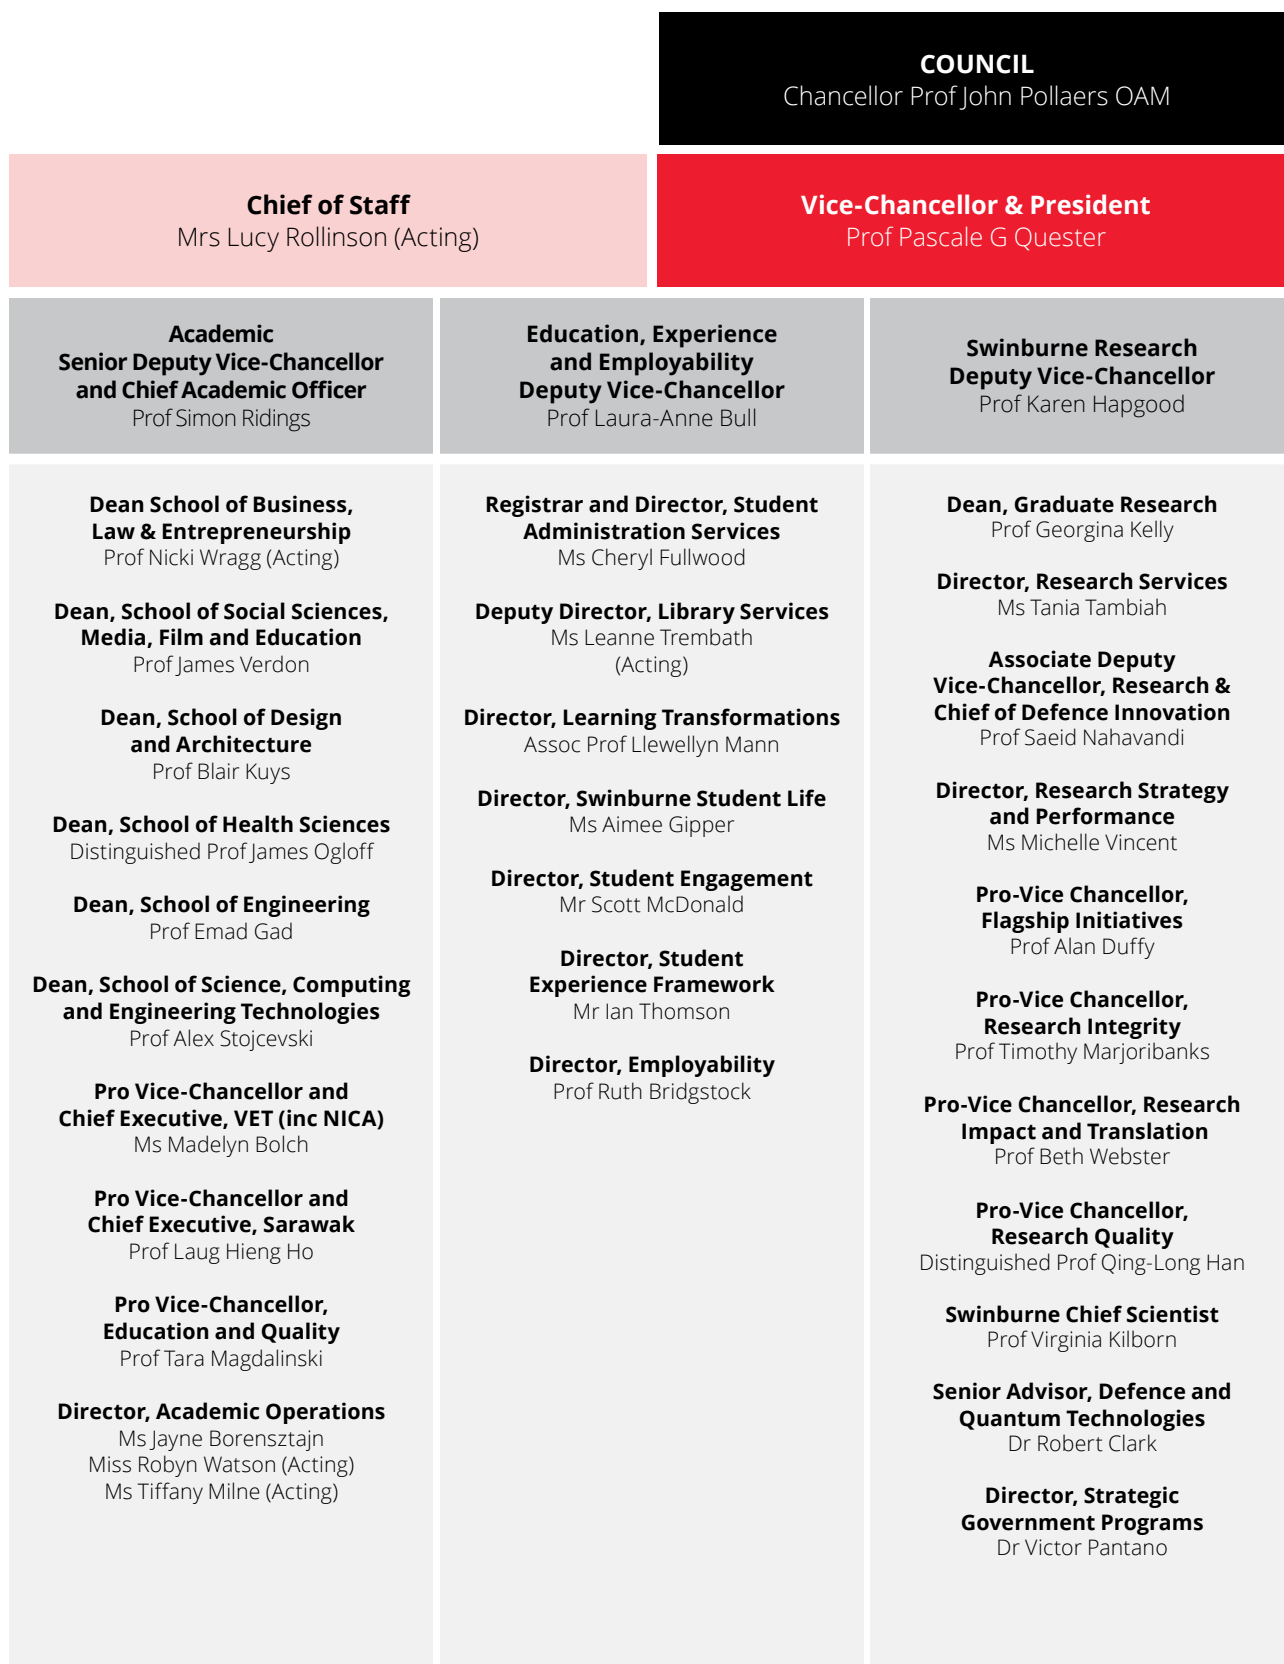 COUNCIL
Chancellor Prof John Pollaers OAM
Chief of Staff
Mrs Lucy Rollinson (Acting)
Vice-Chancellor & President
Prof Pascale G Quester
Academic
Senior Deputy Vice-Chancellor
and Chief Academic Officer
Prof Simon Ridings
Education, Experience
and Employability
Deputy Vice-Chancellor
Prof Laura-Anne Bull
Swinburne Research
Deputy Vice-Chancellor
Prof Karen Hapgood
Dean School of Business,
Law & Entrepreneurship
Prof Nicki Wragg (Acting)
Dean, School of Social Sciences,
Media, Film and Education
Prof James Verdon
Dean, School of Design
and Architecture
Prof Blair Kuys
Dean, School of Health Sciences
Distinguished Prof James Ogloff
Dean, School of Engineering
Prof Emad Gad
Dean, School of Science, Computing
and Engineering Technologies
Prof Alex Stojcevski
Pro Vice-Chancellor and
Chief Executive, VET (inc NICA)
Ms Madelyn Bolch
Pro Vice-Chancellor and
Chief Executive, Sarawak
Prof Laug Hieng Ho
Pro Vice-Chancellor,
Education and Quality
Prof Tara Magdalinski
Director, Academic Operations
Ms Jayne Borensztajn
Miss Robyn Watson (Acting)
Ms Tiffany Milne (Acting)
Registrar and Director, Student
Administration Services
Ms Cheryl Fullwood
Deputy Director, Library Services
Ms Leanne Trembath
(Acting)
Director, Learning Transformations
Assoc Prof Llewellyn Mann
Director, Swinburne Student Life
Ms Aimee Gipper
Director, Student Engagement
Mr Scott McDonald
Director, Student
Experience Framework
Mr Ian Thomson
Director, Employability
Prof Ruth Bridgstock
Dean, Graduate Research
Prof Georgina Kelly
Director, Research Services
Ms Tania Tambiah
Associate Deputy
Vice-Chancellor, Research &
Chief of Defence Innovation
Prof Saeid Nahavandi
Director, Research Strategy
and Performance
Ms Michelle Vincent
Pro-Vice Chancellor,
Flagship Initiatives
Prof Alan Duffy
Pro-Vice Chancellor,
Research Integrity
Prof Timothy Marjoribanks
Pro-Vice Chancellor, Research
Impact and Translation
Prof Beth Webster
Pro-Vice Chancellor,
Research Quality
Distinguished Prof Qing-Long Han
Swinburne Chief Scientist
Prof Virginia Kilborn
Senior Advisor, Defence and
Quantum Technologies
Dr Robert Clark
Director, Strategic
Government Programs
Dr Victor Pantano